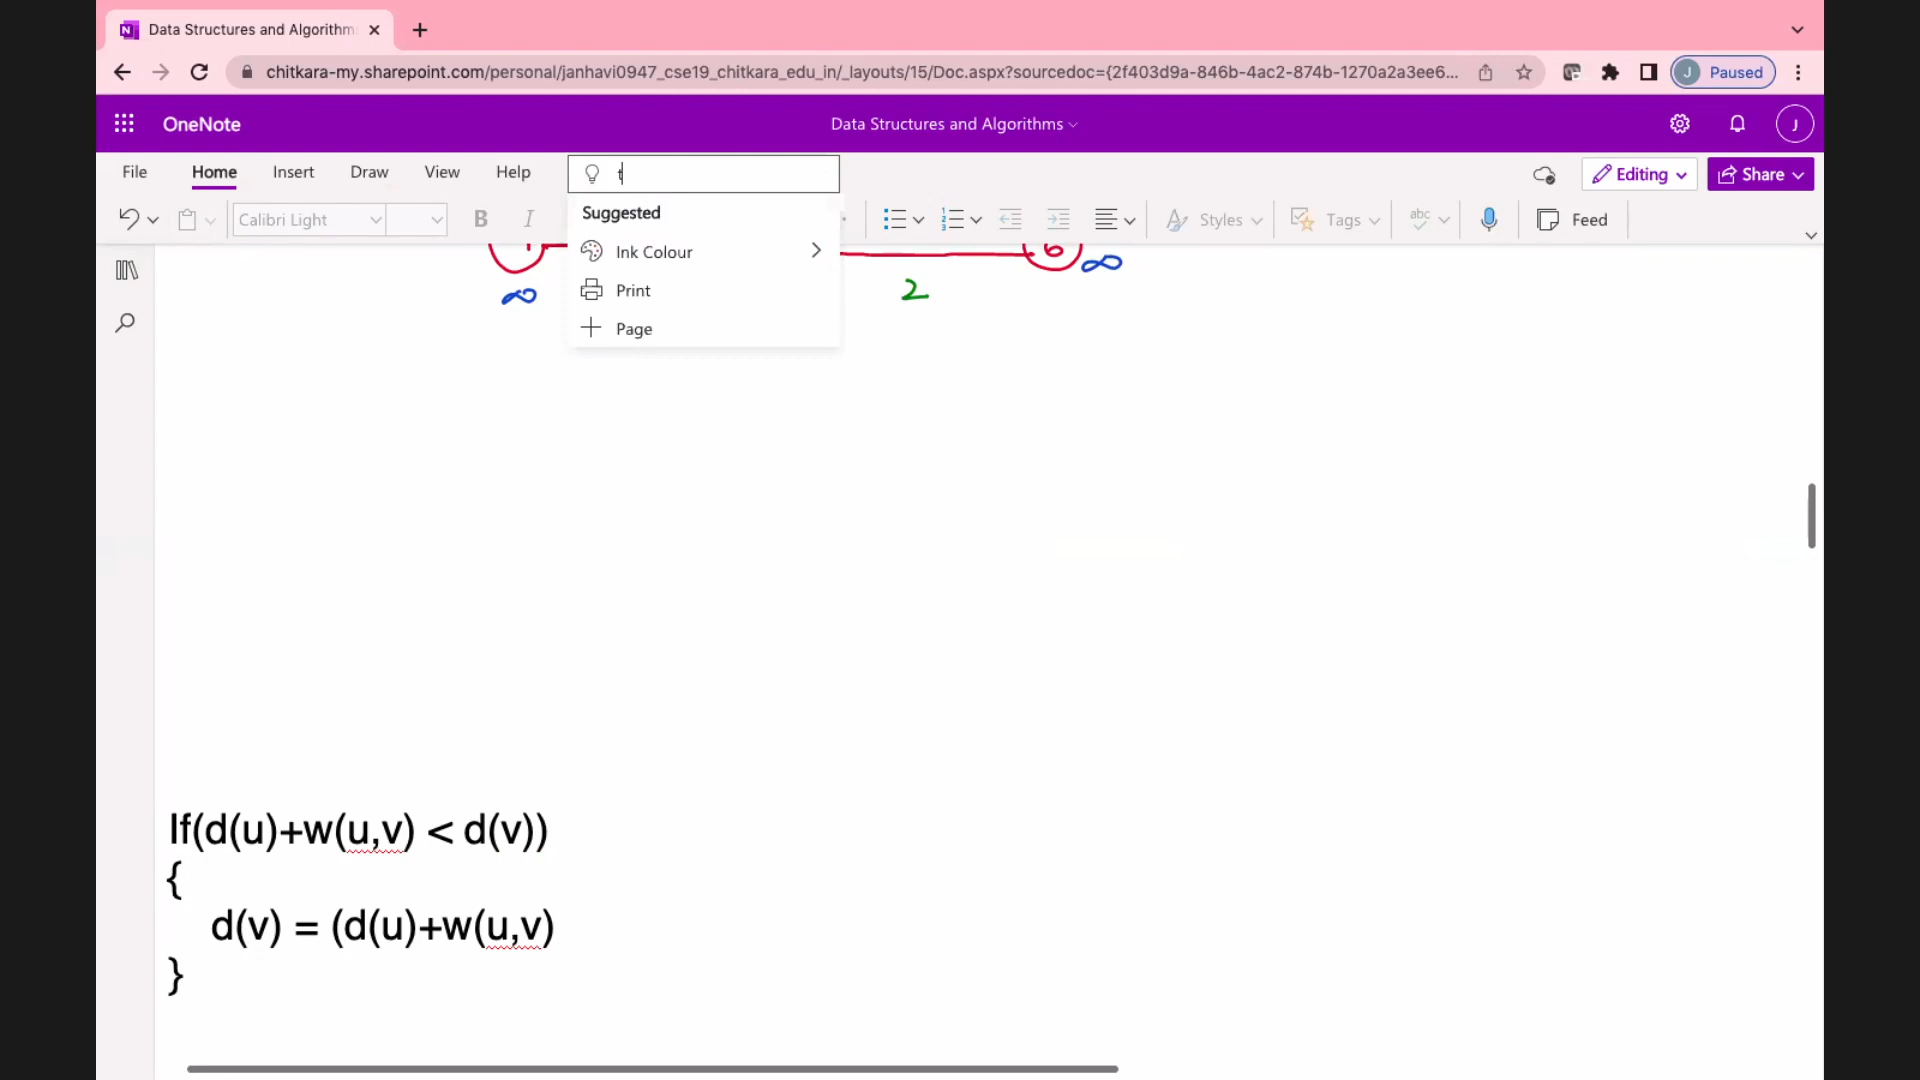 Data Structures and Algorithm
chitkara-my.sharepoint.com/personal/janhavi0947_cse19_chitkara_edu_in/_layouts/15/Doc.aspx?sourcedoc={2f403d9a-846b-4ac2-874b-1270a2a3ee6...
J Paused
OneNote
Data Structures and Algorithms
J
File Home Insert Draw View Help
t
Editing
Share
Calibri Light
B I
Styles
Tags
abc
Feed
Suggested
Ink Colour
Print
Page
6 ∞
∞
2
If(d(u)+w(u,v) < d(v))
{
d(v) = (d(u)+w(u,v)
}